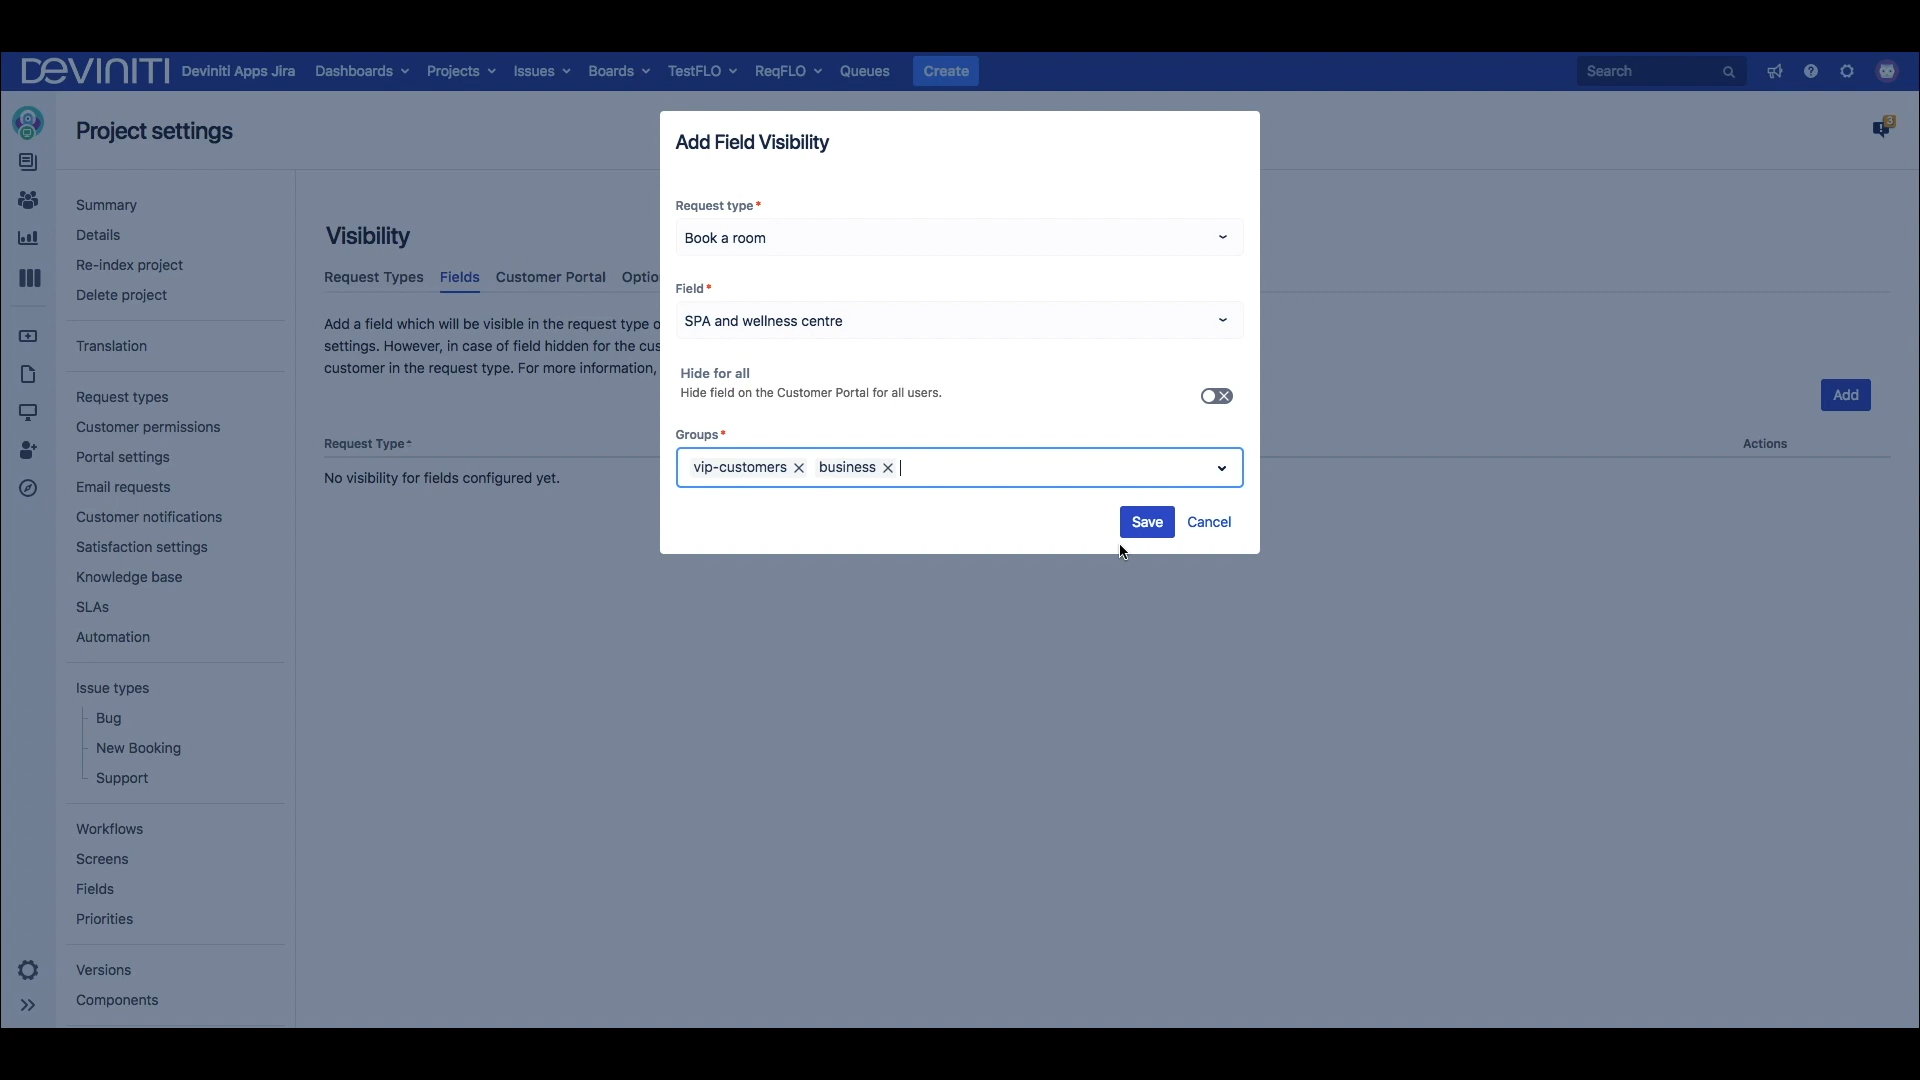 DEVINITI Deviniti Apps Jira Dashboards Projects Issues Boards TestFLO ReqFLO Queues Create Search
Project settings
3
Summary
Details
Re-index project
Delete project
Translation
Request types
Customer permissions
Portal settings
Email requests
Customer notifications
Satisfaction settings
Knowledge base
SLAs
Automation
Issue types
Bug
New Booking
Support
Workflows
Screens
Fields
Priorities
Versions
Components
Visibility
Request Types Fields Customer Portal Optio
Add a field which will be visible in the request type
settings. However, in case of field hidden for the cus
customer in the request type. For more information,
Add
Request Type Actions
No visibility for fields configured yet.
Add Field Visibility
Request type*
Book a room
Field*
SPA and wellness centre
Hide for all
Hide field on the Customer Portal for all users.
Groups*
vip-customers business
Save Cancel